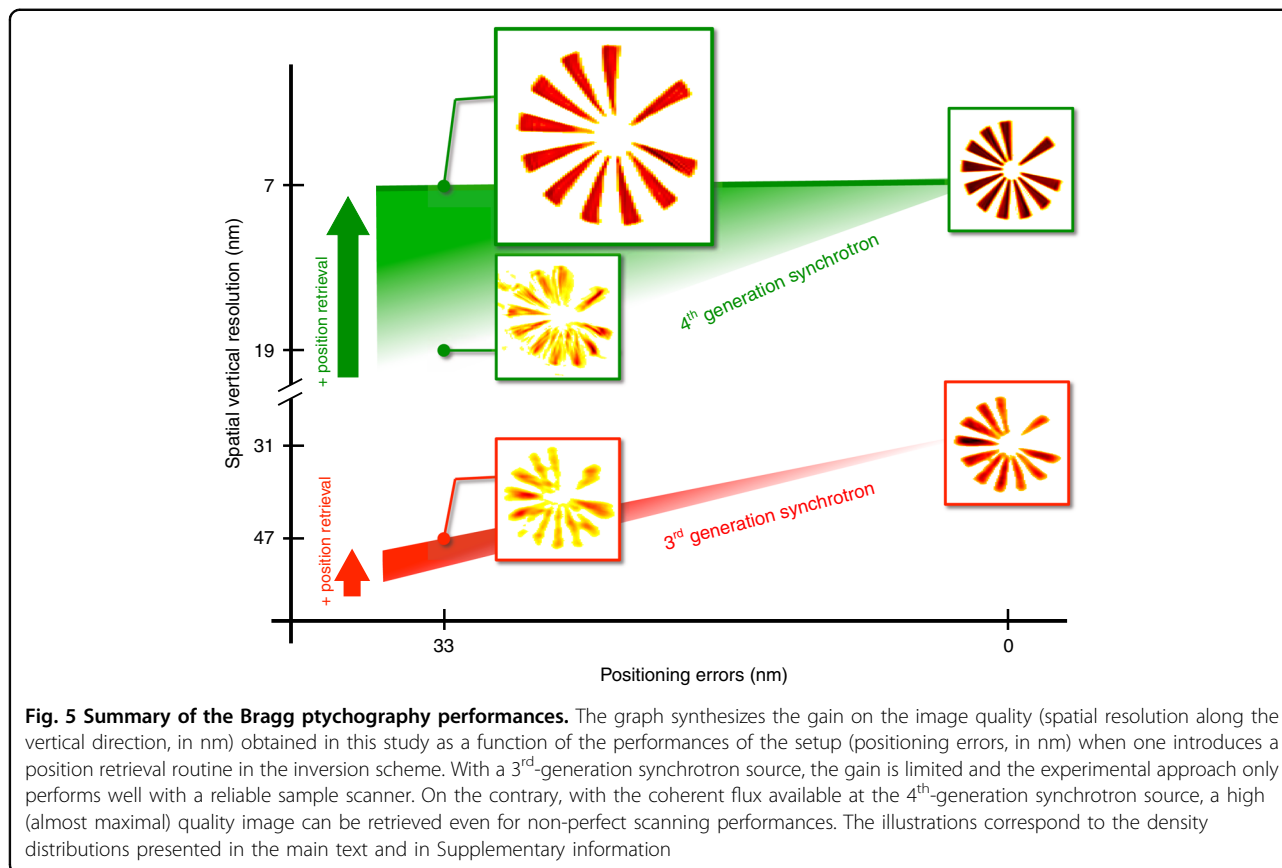 Spatial vertical resolution (nm)
7
19
31
47
+ position retrieval
+ position retrieval
4th generation synchrotron
3rd generation synchrotron
33
0
Positioning errors (nm)
Fig. 5 Summary of the Bragg ptychography performances. The graph synthesizes the gain on the image quality (spatial resolution along the
vertical direction, in nm) obtained in this study as a function of the performances of the setup (positioning errors, in nm) when one introduces a
position retrieval routine in the inversion scheme. With a 3rd-generation synchrotron source, the gain is limited and the experimental approach only
performs well with a reliable sample scanner. On the contrary, with the coherent flux available at the 4th-generation synchrotron source, a high
(almost maximal) quality image can be retrieved even for non-perfect scanning performances. The illustrations correspond to the density
distributions presented in the main text and in Supplementary information